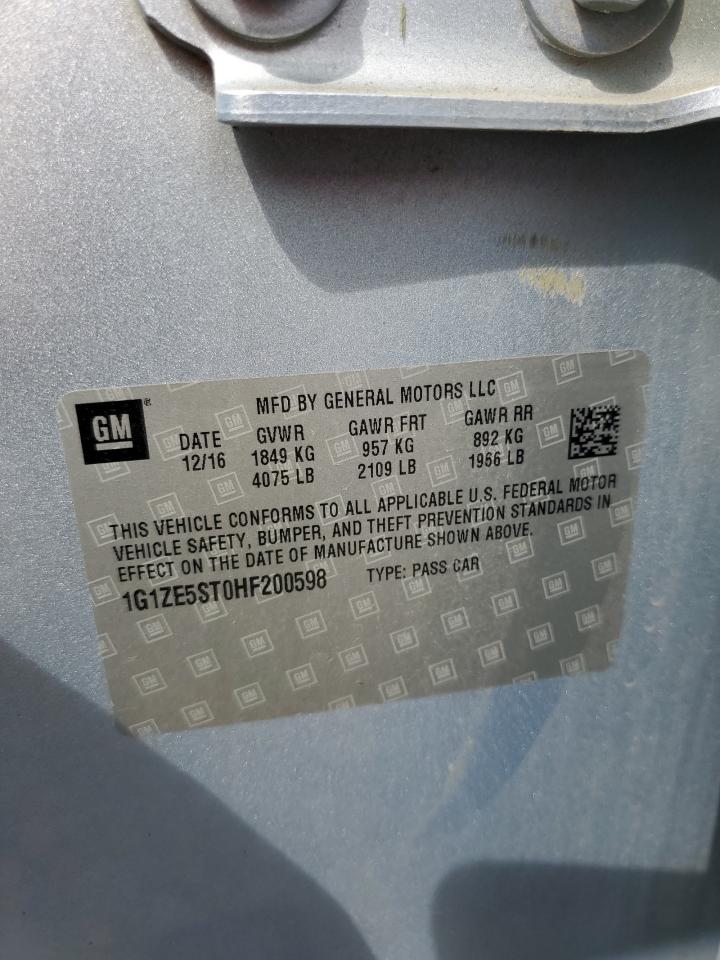 GM®
MFD BY GENERAL MOTORS LLC
DATE GVWR GAWR FRT GAWR RR
12/16 1849 KG 957 KG 892 KG
4075 LB 2109 LB 1966 LB
THIS VEHICLE CONFORMS TO ALL APPLICABLE U.S. FEDERAL MOTOR
VEHICLE SAFETY, BUMPER, AND THEFT PREVENTION STANDARDS IN
EFFECT ON THE DATE OF MANUFACTURE SHOWN ABOVE.
1G1ZE5ST0HF200598 TYPE: PASS CAR